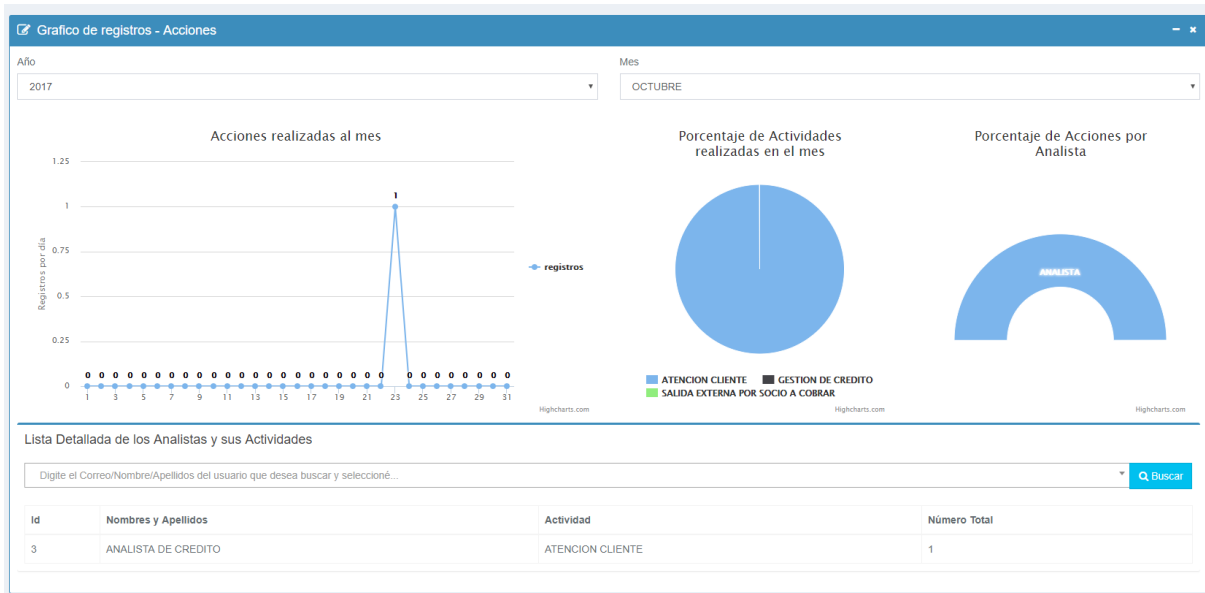 Grafico de registros - Acciones
Año
Mes
2017
OCTUBRE
Acciones realizadas al mes
1.25
1
0.75
0.5
0.25
0
Registros por día
1
0 0 0 0 0 0 0 0 0 0 0 0 0 0 0 0 0 0 0 0 0 0 0 0 0 0 0 0 0 0
1 3 5 7 9 11 13 15 17 19 21 23 25 27 29 31
registros
Highcharts.com
Porcentaje de Actividades
realizadas en el mes
ATENCION CLIENTE GESTION DE CREDITO
SALIDA EXTERNA POR SOCIO A COBRAR
Highcharts.com
Porcentaje de Acciones por
Analista
ANALISTA
Highcharts.com
Lista Detallada de los Analistas y sus Actividades
Digite el Correo/Nombre/Apellidos del usuario que desea buscar y seleccioné...
Buscar
Id Nombres y Apellidos Actividad Número Total
3 ANALISTA DE CREDITO ATENCION CLIENTE 1